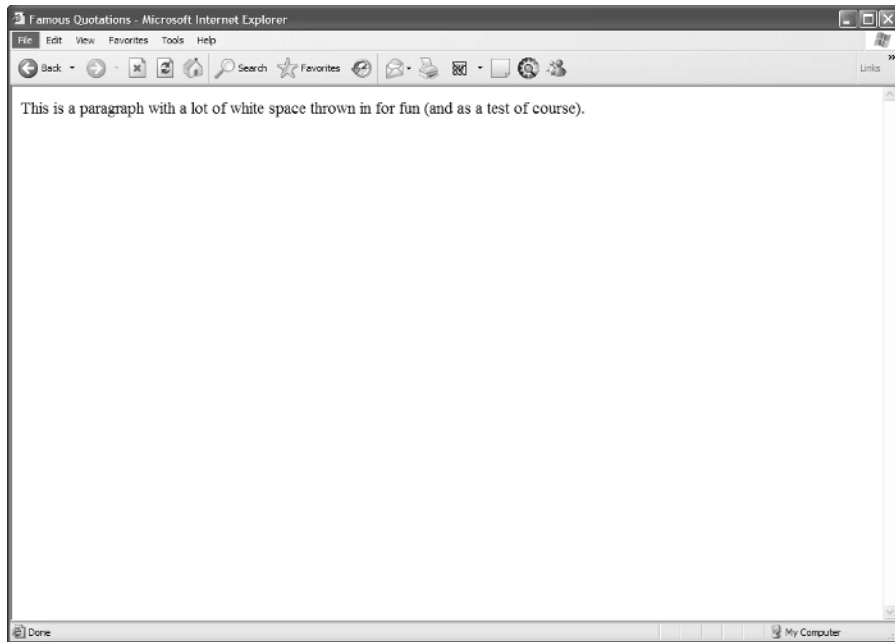 Famous Quotations - Microsoft Internet Explorer
File Edit View Favorites Tools Help
Back Search Favorites Links
This is a paragraph with a lot of white space thrown in for fun (and as a test of course).
Done My Computer